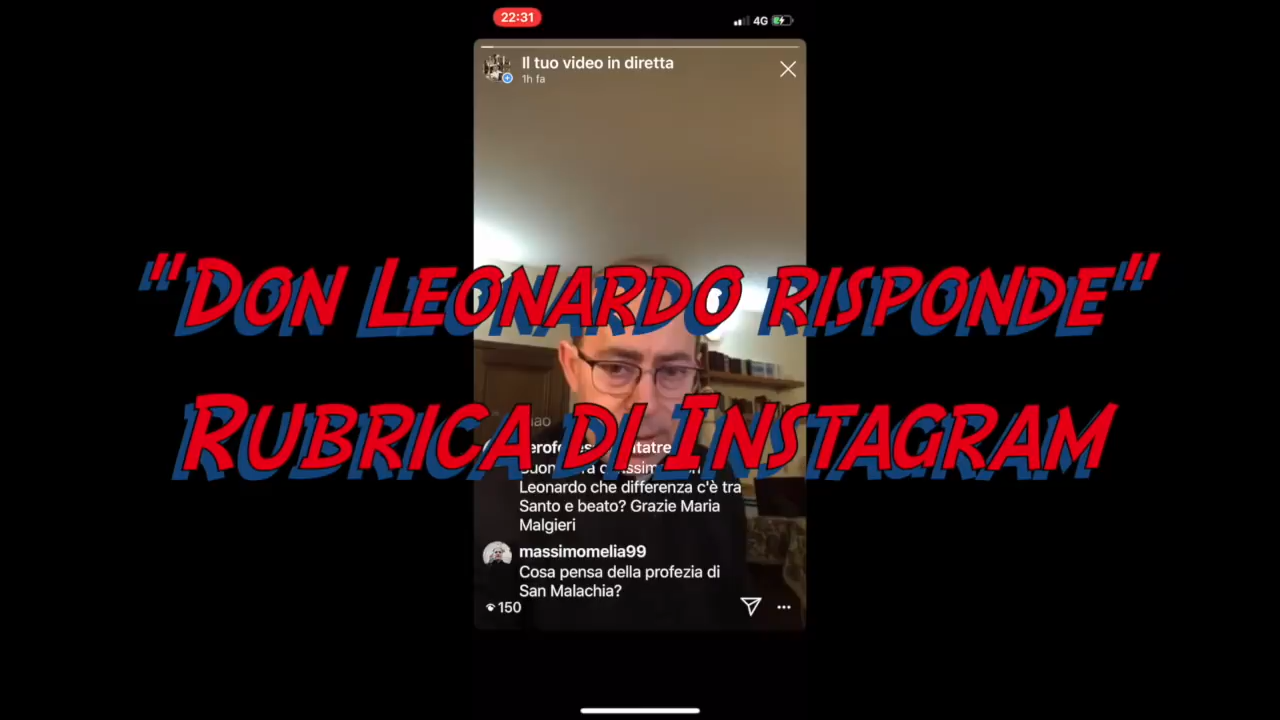 22:31
4G
Il tuo video in diretta
1h fa
"Don Leonardo risponde"
Rubrica di Instagram
Leonardo che differenza c'è tra
Santo e beato? Grazie Maria
Malgieri
massimomelia99
Cosa pensa della profezia di
San Malachia?
150